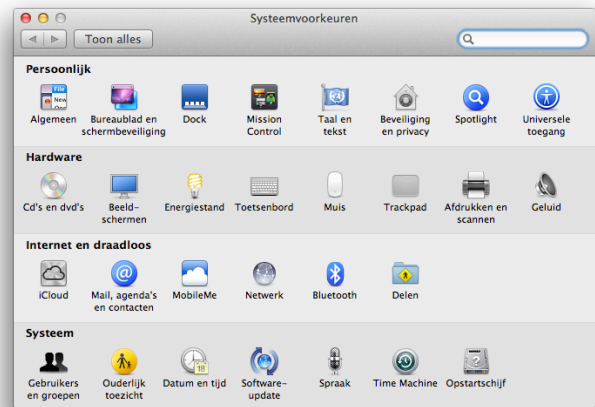 Systeemvoorkeuren
Toon alles
Persoonlijk
Algemeen
Bureaublad en
schermbeveiliging
Dock
Mission
Control
Taal en
tekst
Beveiliging
en privacy
Spotlight
Universele
toegang
Hardware
Cd's en dvd's
Beeld-
schermen
Energiestand
Toetsenbord
Muis
Trackpad
Afdrukken en
scannen
Geluid
Internet en draadloos
iCloud
Mail, agenda's
en contacten
MobileMe
Netwerk
Bluetooth
Delen
Systeem
Gebruikers
en groepen
Ouderlijk
toezicht
Datum en tijd
Software-
update
Spraak
Time Machine
Opstartschijf
File
New
18